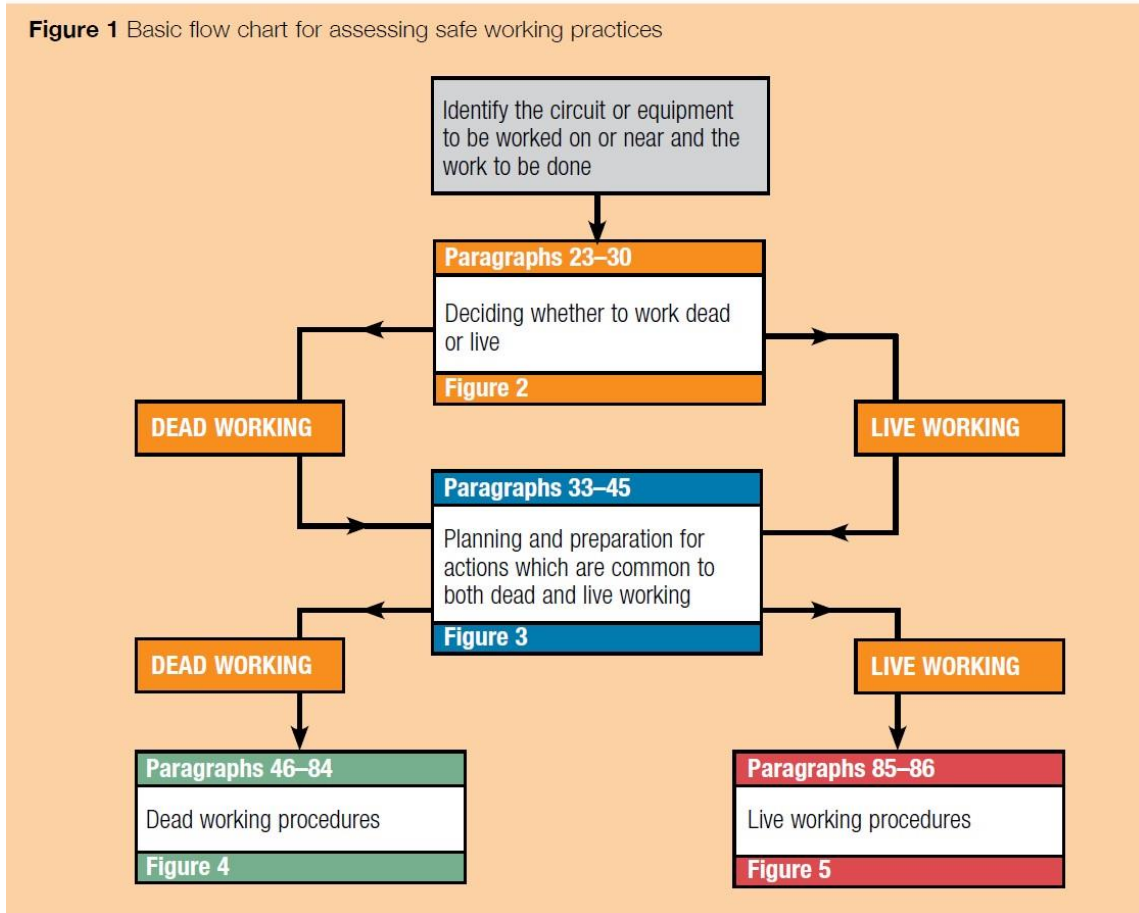 Figure 1 Basic flow chart for assessing safe working practices
Identify the circuit or equipment
to be worked on or near and the
work to be done
Paragraphs 23–30
Deciding whether to work dead
or live
Figure 2
DEAD WORKING
LIVE WORKING
Paragraphs 33–45
Planning and preparation for
actions which are common to
both dead and live working
Figure 3
DEAD WORKING
LIVE WORKING
Paragraphs 46–84
Dead working procedures
Figure 4
Paragraphs 85–86
Live working procedures
Figure 5